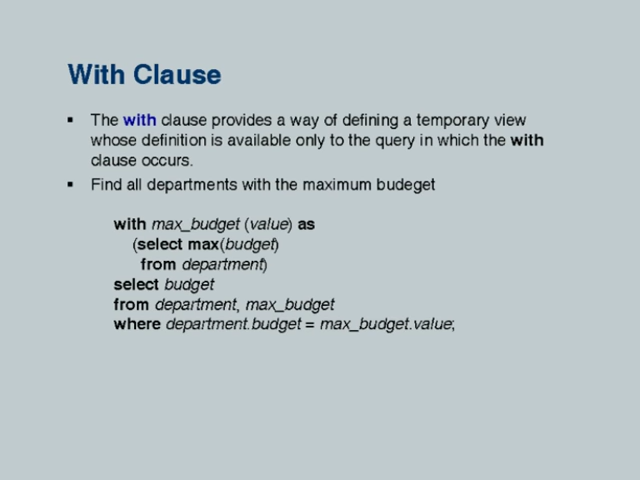 With Clause
▪ The with clause provides a way of defining a temporary view
whose definition is available only to the query in which the with
clause occurs.
▪ Find all departments with the maximum budeget
with max_budget (value) as
(select max(budget)
from department)
select budget
from department, max_budget
where department.budget = max_budget.value;